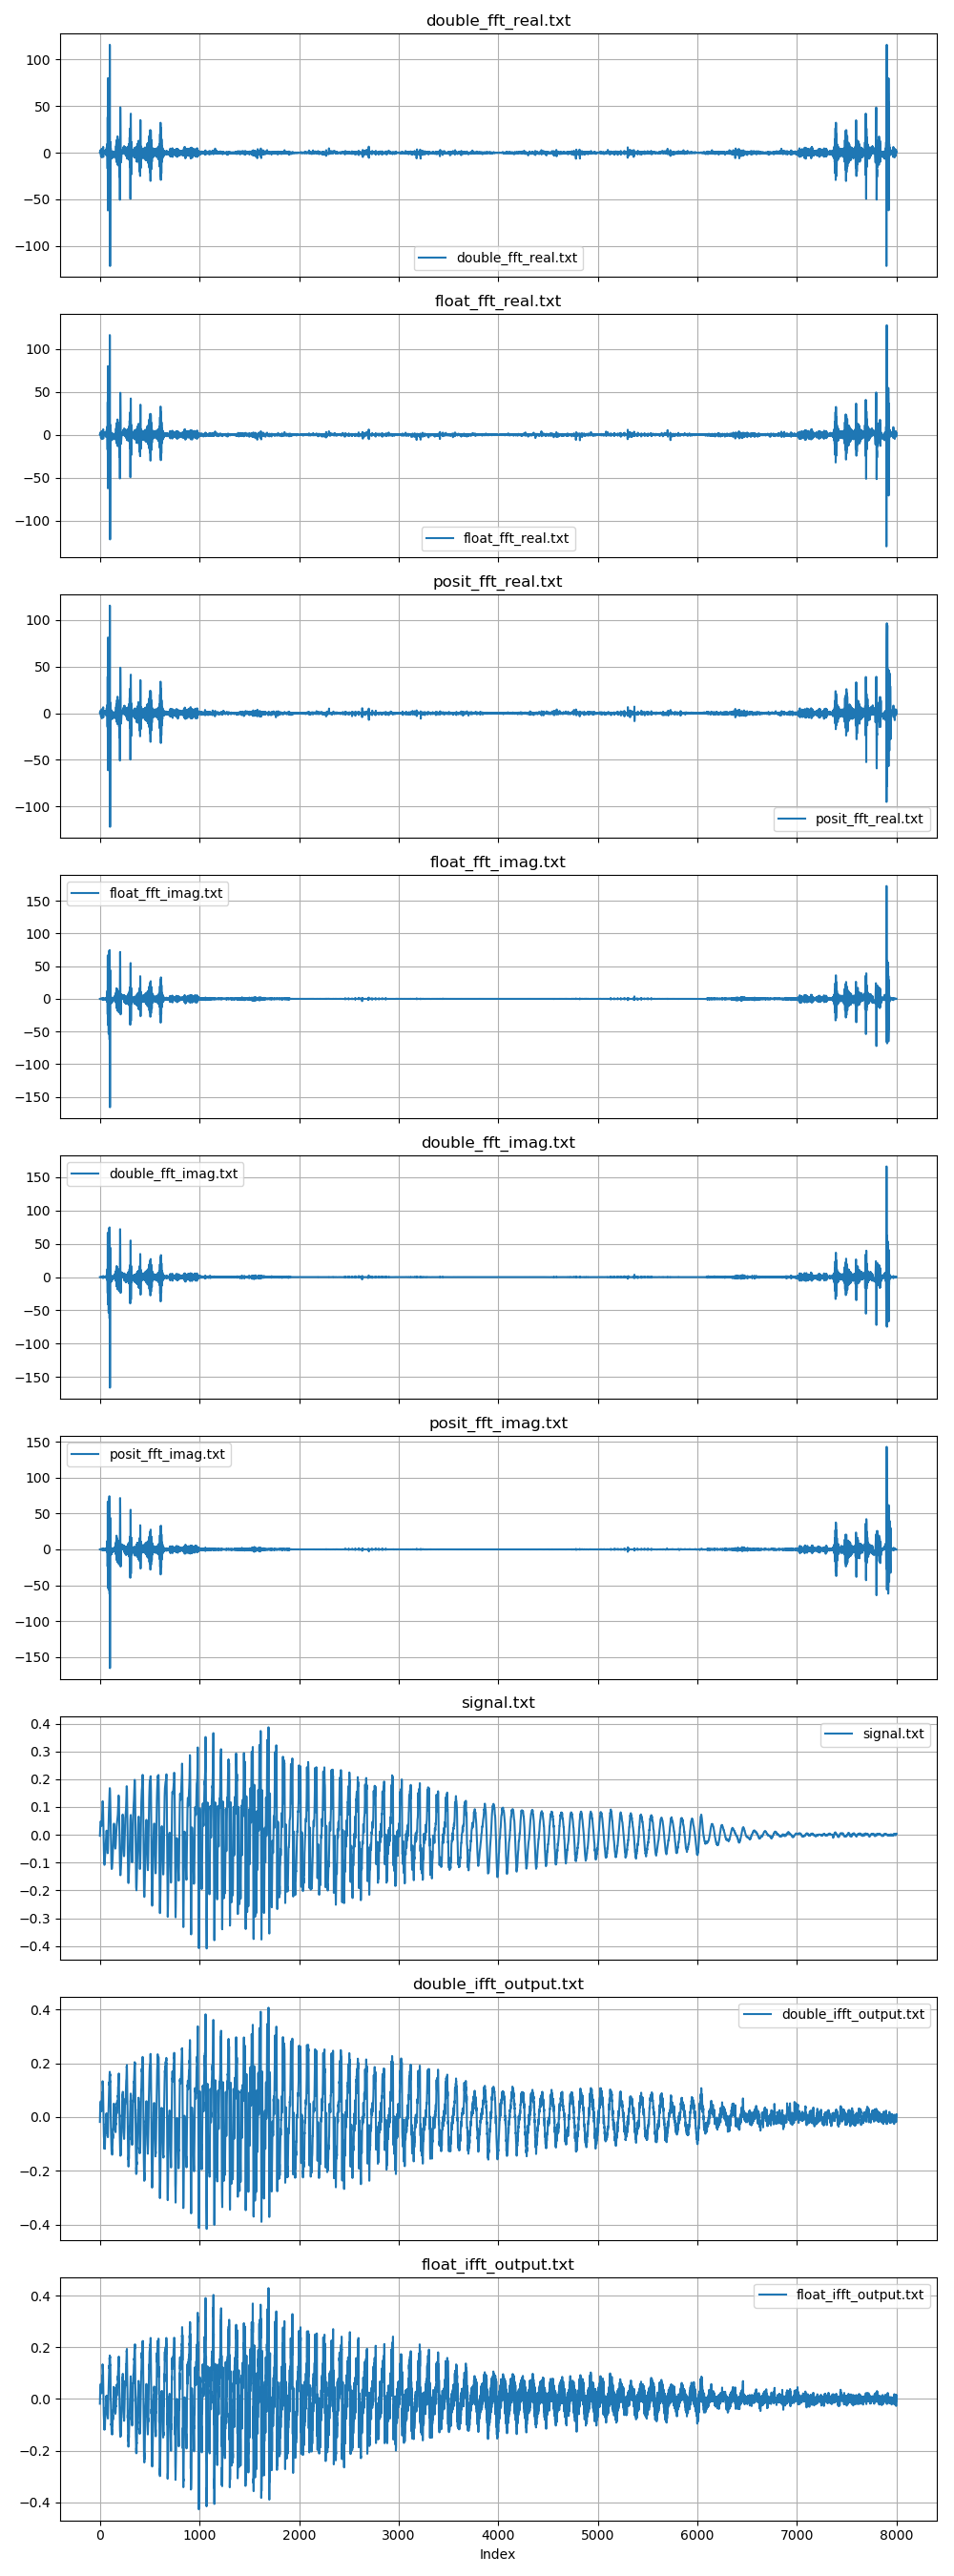 double_fft_real.txt
100
50
0
−50
−100
double_fft_real.txt
float_fft_real.txt
100
50
0
−50
−100
float_fft_real.txt
posit_fft_real.txt
100
50
0
−50
−100
posit_fft_real.txt
float_fft_imag.txt
150
100
50
0
−50
−100
−150
float_fft_imag.txt
double_fft_imag.txt
150
100
50
0
−50
−100
−150
double_fft_imag.txt
posit_fft_imag.txt
150
100
50
0
−50
−100
−150
posit_fft_imag.txt
signal.txt
0.4
0.3
0.2
0.1
0.0
−0.1
−0.2
−0.3
−0.4
signal.txt
double_ifft_output.txt
0.4
0.2
0.0
−0.2
−0.4
double_ifft_output.txt
float_ifft_output.txt
0.4
0.2
0.0
−0.2
−0.4
float_ifft_output.txt
0 1000 2000 3000 4000 5000 6000 7000 8000
Index